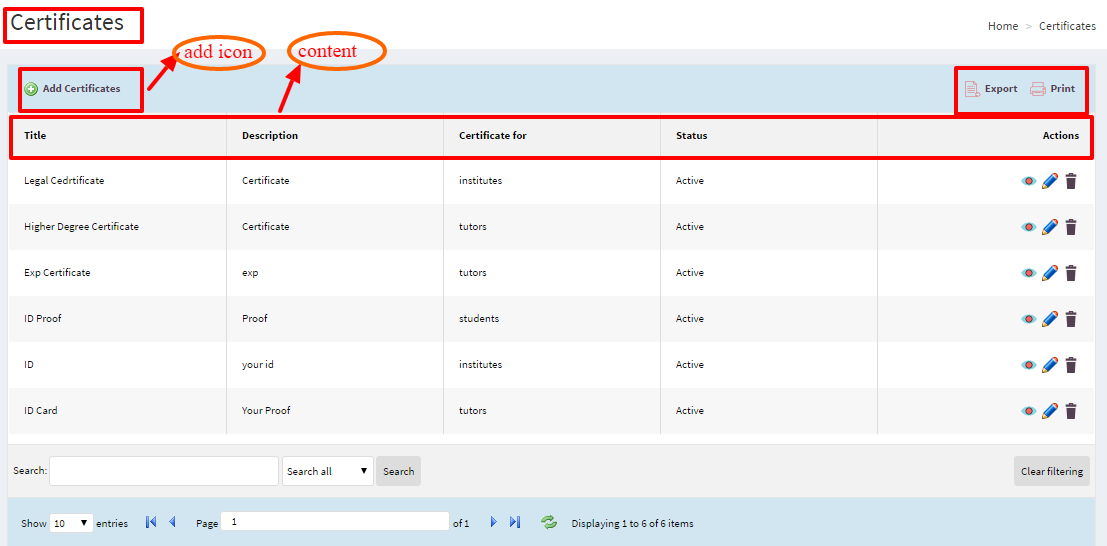 Certificates
Home > Certificates
add icon
content
Add Certificates
Export Print
Title Description Certificate for Status Actions
Legal Cedrtificate Certificate institutes Active
Higher Degree Certificate Certificate tutors Active
Exp Certificate exp tutors Active
ID Proof Proof students Active
ID your id institutes Active
ID Card Your Proof tutors Active
Search: Search all Search Clear filtering
Show 10 entries Page 1 of 1 Displaying 1 to 6 of 6 items